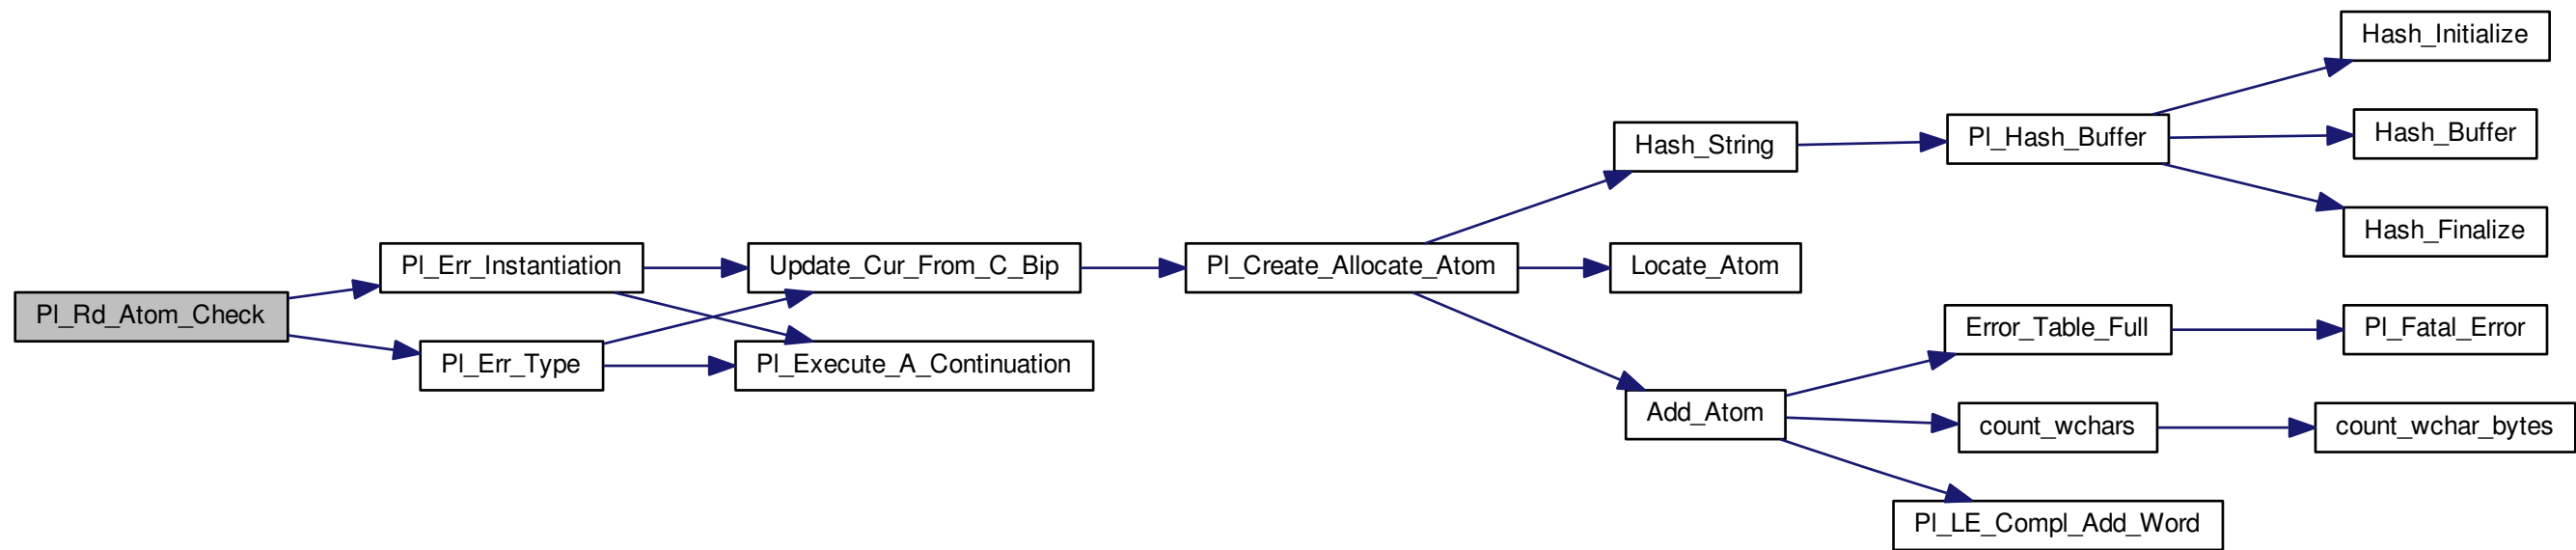 Pl_Rd_Atom_Check
Pl_Err_Instantiation
Pl_Err_Type
Update_Cur_From_C_Bip
Pl_Execute_A_Continuation
Pl_Create_Allocate_Atom
Hash_String
Locate_Atom
Add_Atom
Pl_Hash_Buffer
Error_Table_Full
count_wchars
Pl_LE_Compl_Add_Word
Hash_Initialize
Hash_Buffer
Hash_Finalize
Pl_Fatal_Error
count_wchar_bytes